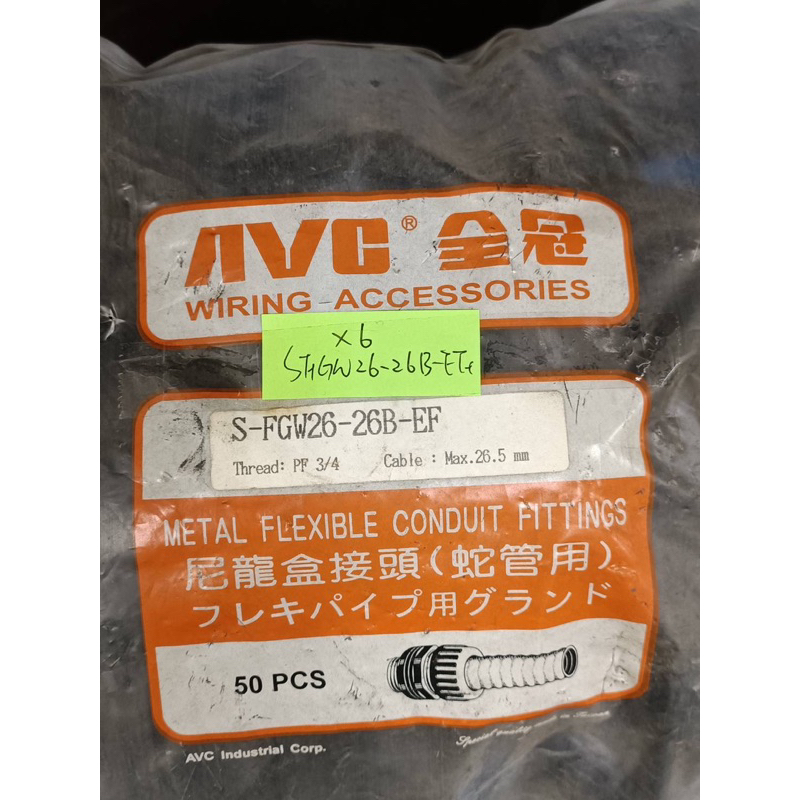 AVC® 全冠
WIRING ACCESSORIES
x6
S-FGW26-26B-EF
S-FGW26-26B-EF
Thread: PF 3/4 Cable : Max.26.5 mm
METAL FLEXIBLE CONDUIT FITTINGS
尼龍盒接頭(蛇管用)
フレキパイプ用グランド
50 PCS
AVC Industrial Corp.